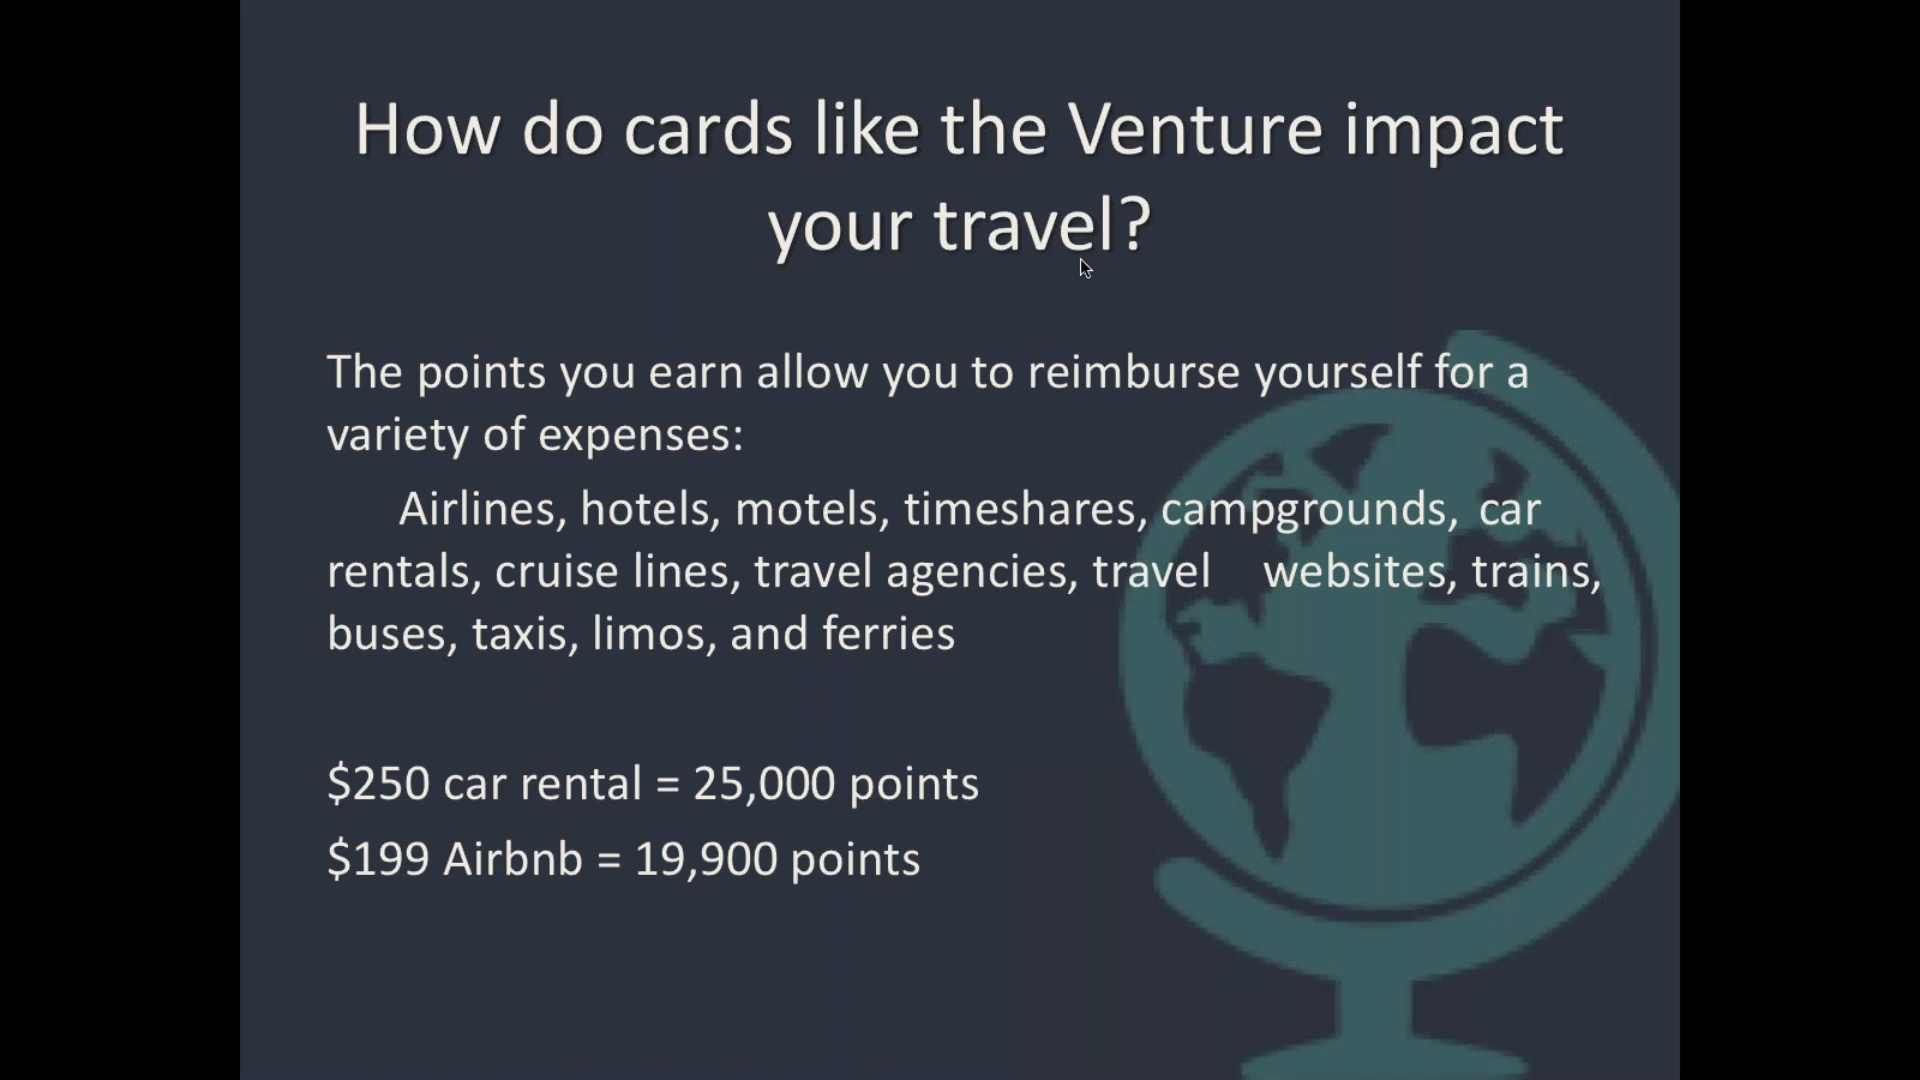 How do cards like the Venture impact
your travel?
The points you earn allow you to reimburse yourself for a
variety of expenses:
Airlines, hotels, motels, timeshares, campgrounds, car
rentals, cruise lines, travel agencies, travel websites, trains,
buses, taxis, limos, and ferries
$250 car rental = 25,000 points
$199 Airbnb = 19,900 points